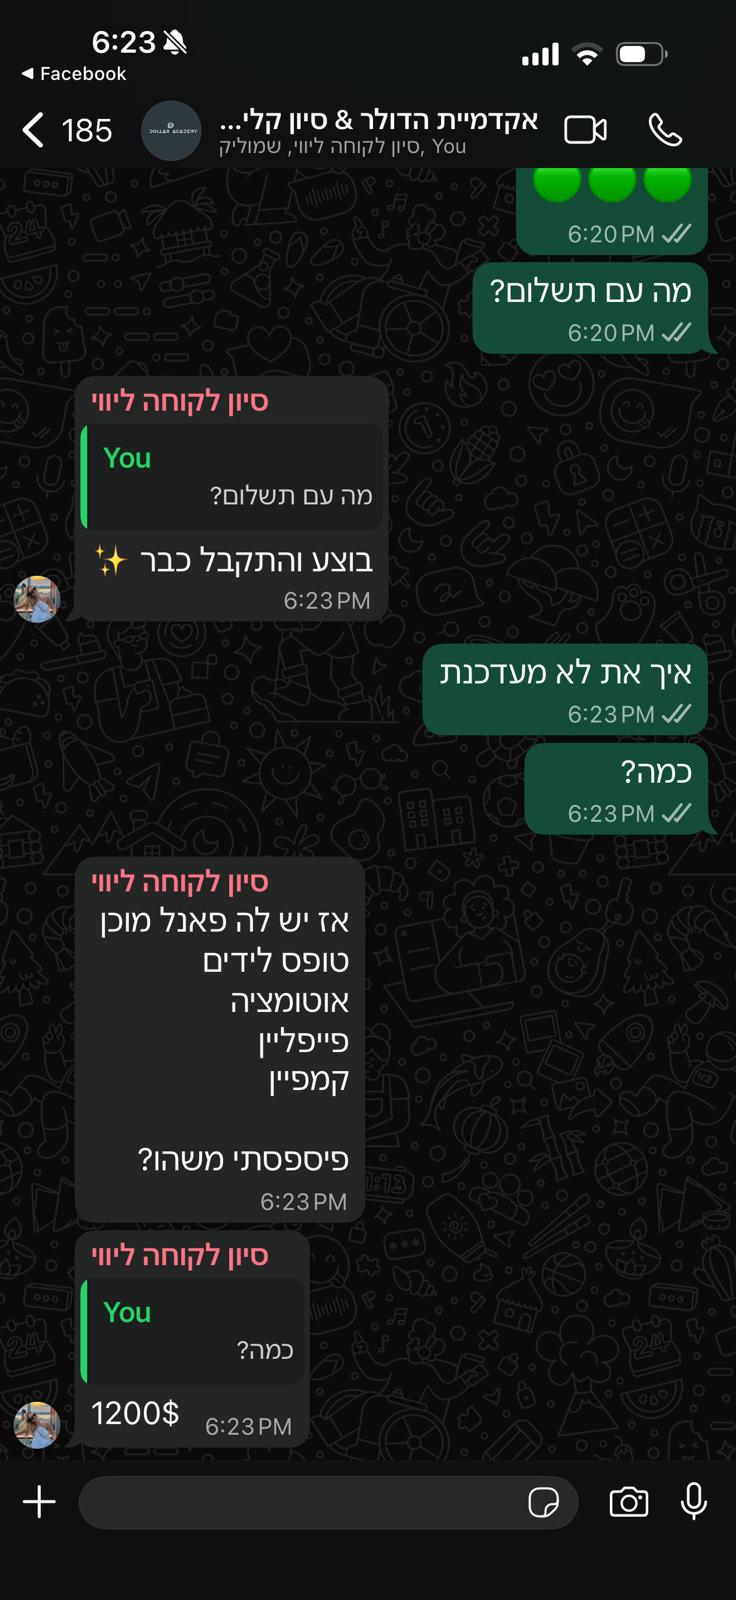 6:23
◀ Facebook
185
DOLLAR ACADEMY
אקדמיית הדולר & סיון קלי...
סיון לקוחה ליווי, שמוליק, You
6:20 PM
מה עם תשלום?
6:20 PM
סיון לקוחה ליווי
You
מה עם תשלום?
בוצע והתקבל כבר ✨
6:23 PM
איך את לא מעדכנת
6:23 PM
כמה?
6:23 PM
סיון לקוחה ליווי
אז יש לה פאנל מוכן
טופס לידים
אוטומציה
פייפליין
קמפיין
פיספסתי משהו?
6:23 PM
סיון לקוחה ליווי
You
כמה?
1200$
6:23 PM